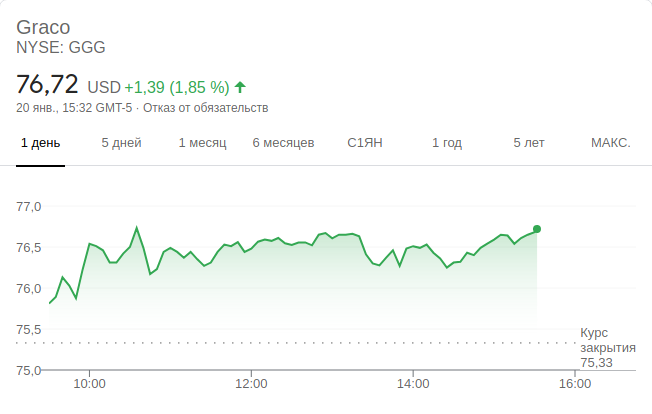 Graco
NYSE: GGG
76,72 USD +1,39 (1,85 %)
20 янв., 15:32 GMT-5 · Отказ от обязательств
1 день 5 дней 1 месяц 6 месяцев С1ЯН 1 год 5 лет МАКС.
77,0
76,5
76,0
75,5
75,0
Курс
закрытия
75,33
10:00 12:00 14:00 16:00